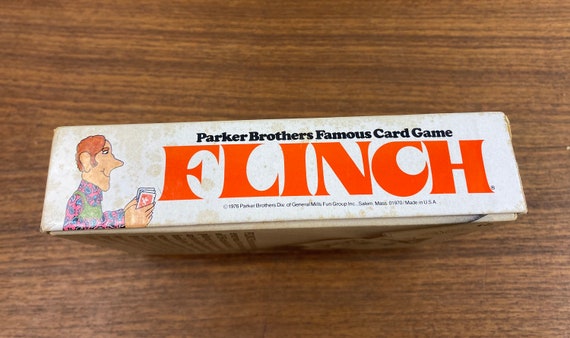 Parker Brothers Famous Card Game
FLINCH®
© 1976 Parker Brothers Div. of General Mills Fun Group Inc., Salem, Mass. 01970 · Made in U.S.A.